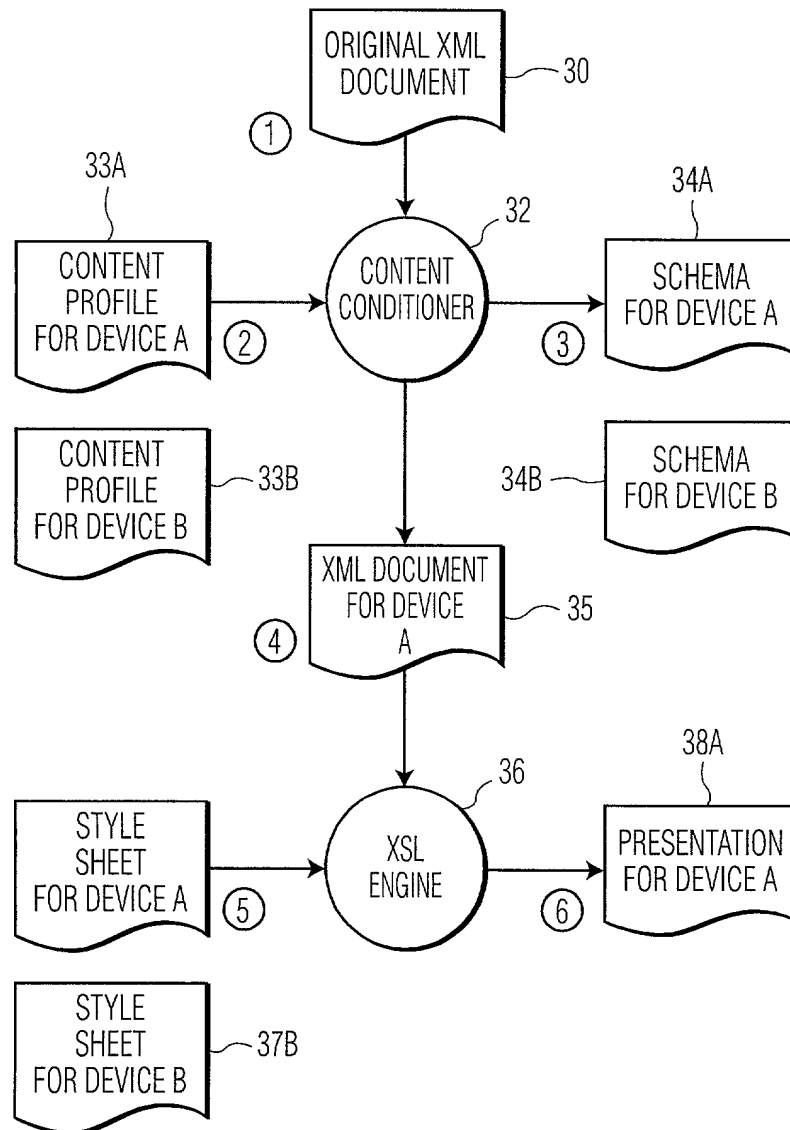 ORIGINAL XML
DOCUMENT
30
1
33A
32
34A
CONTENT
PROFILE
FOR DEVICE A
2
CONTENT
CONDITIONER
3
SCHEMA
FOR DEVICE A
CONTENT
PROFILE
FOR DEVICE B
33B
34B
SCHEMA
FOR DEVICE B
XML DOCUMENT
FOR DEVICE
A
35
4
36
38A
STYLE
SHEET
FOR DEVICE A
5
XSL
ENGINE
6
PRESENTATION
FOR DEVICE A
STYLE
SHEET
FOR DEVICE B
37B